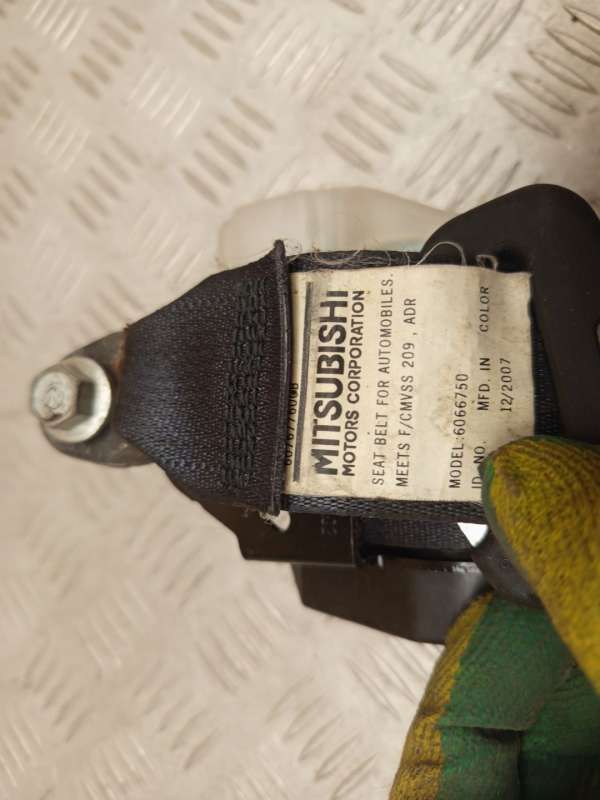 MITSUBISHI
MOTORS CORPORATION
SEAT BELT FOR AUTOMOBILES.
MEETS F/CMVSS 209 , ADR
MODEL:6066750
ID. NO.
MFD. IN
COLOR
12/2007